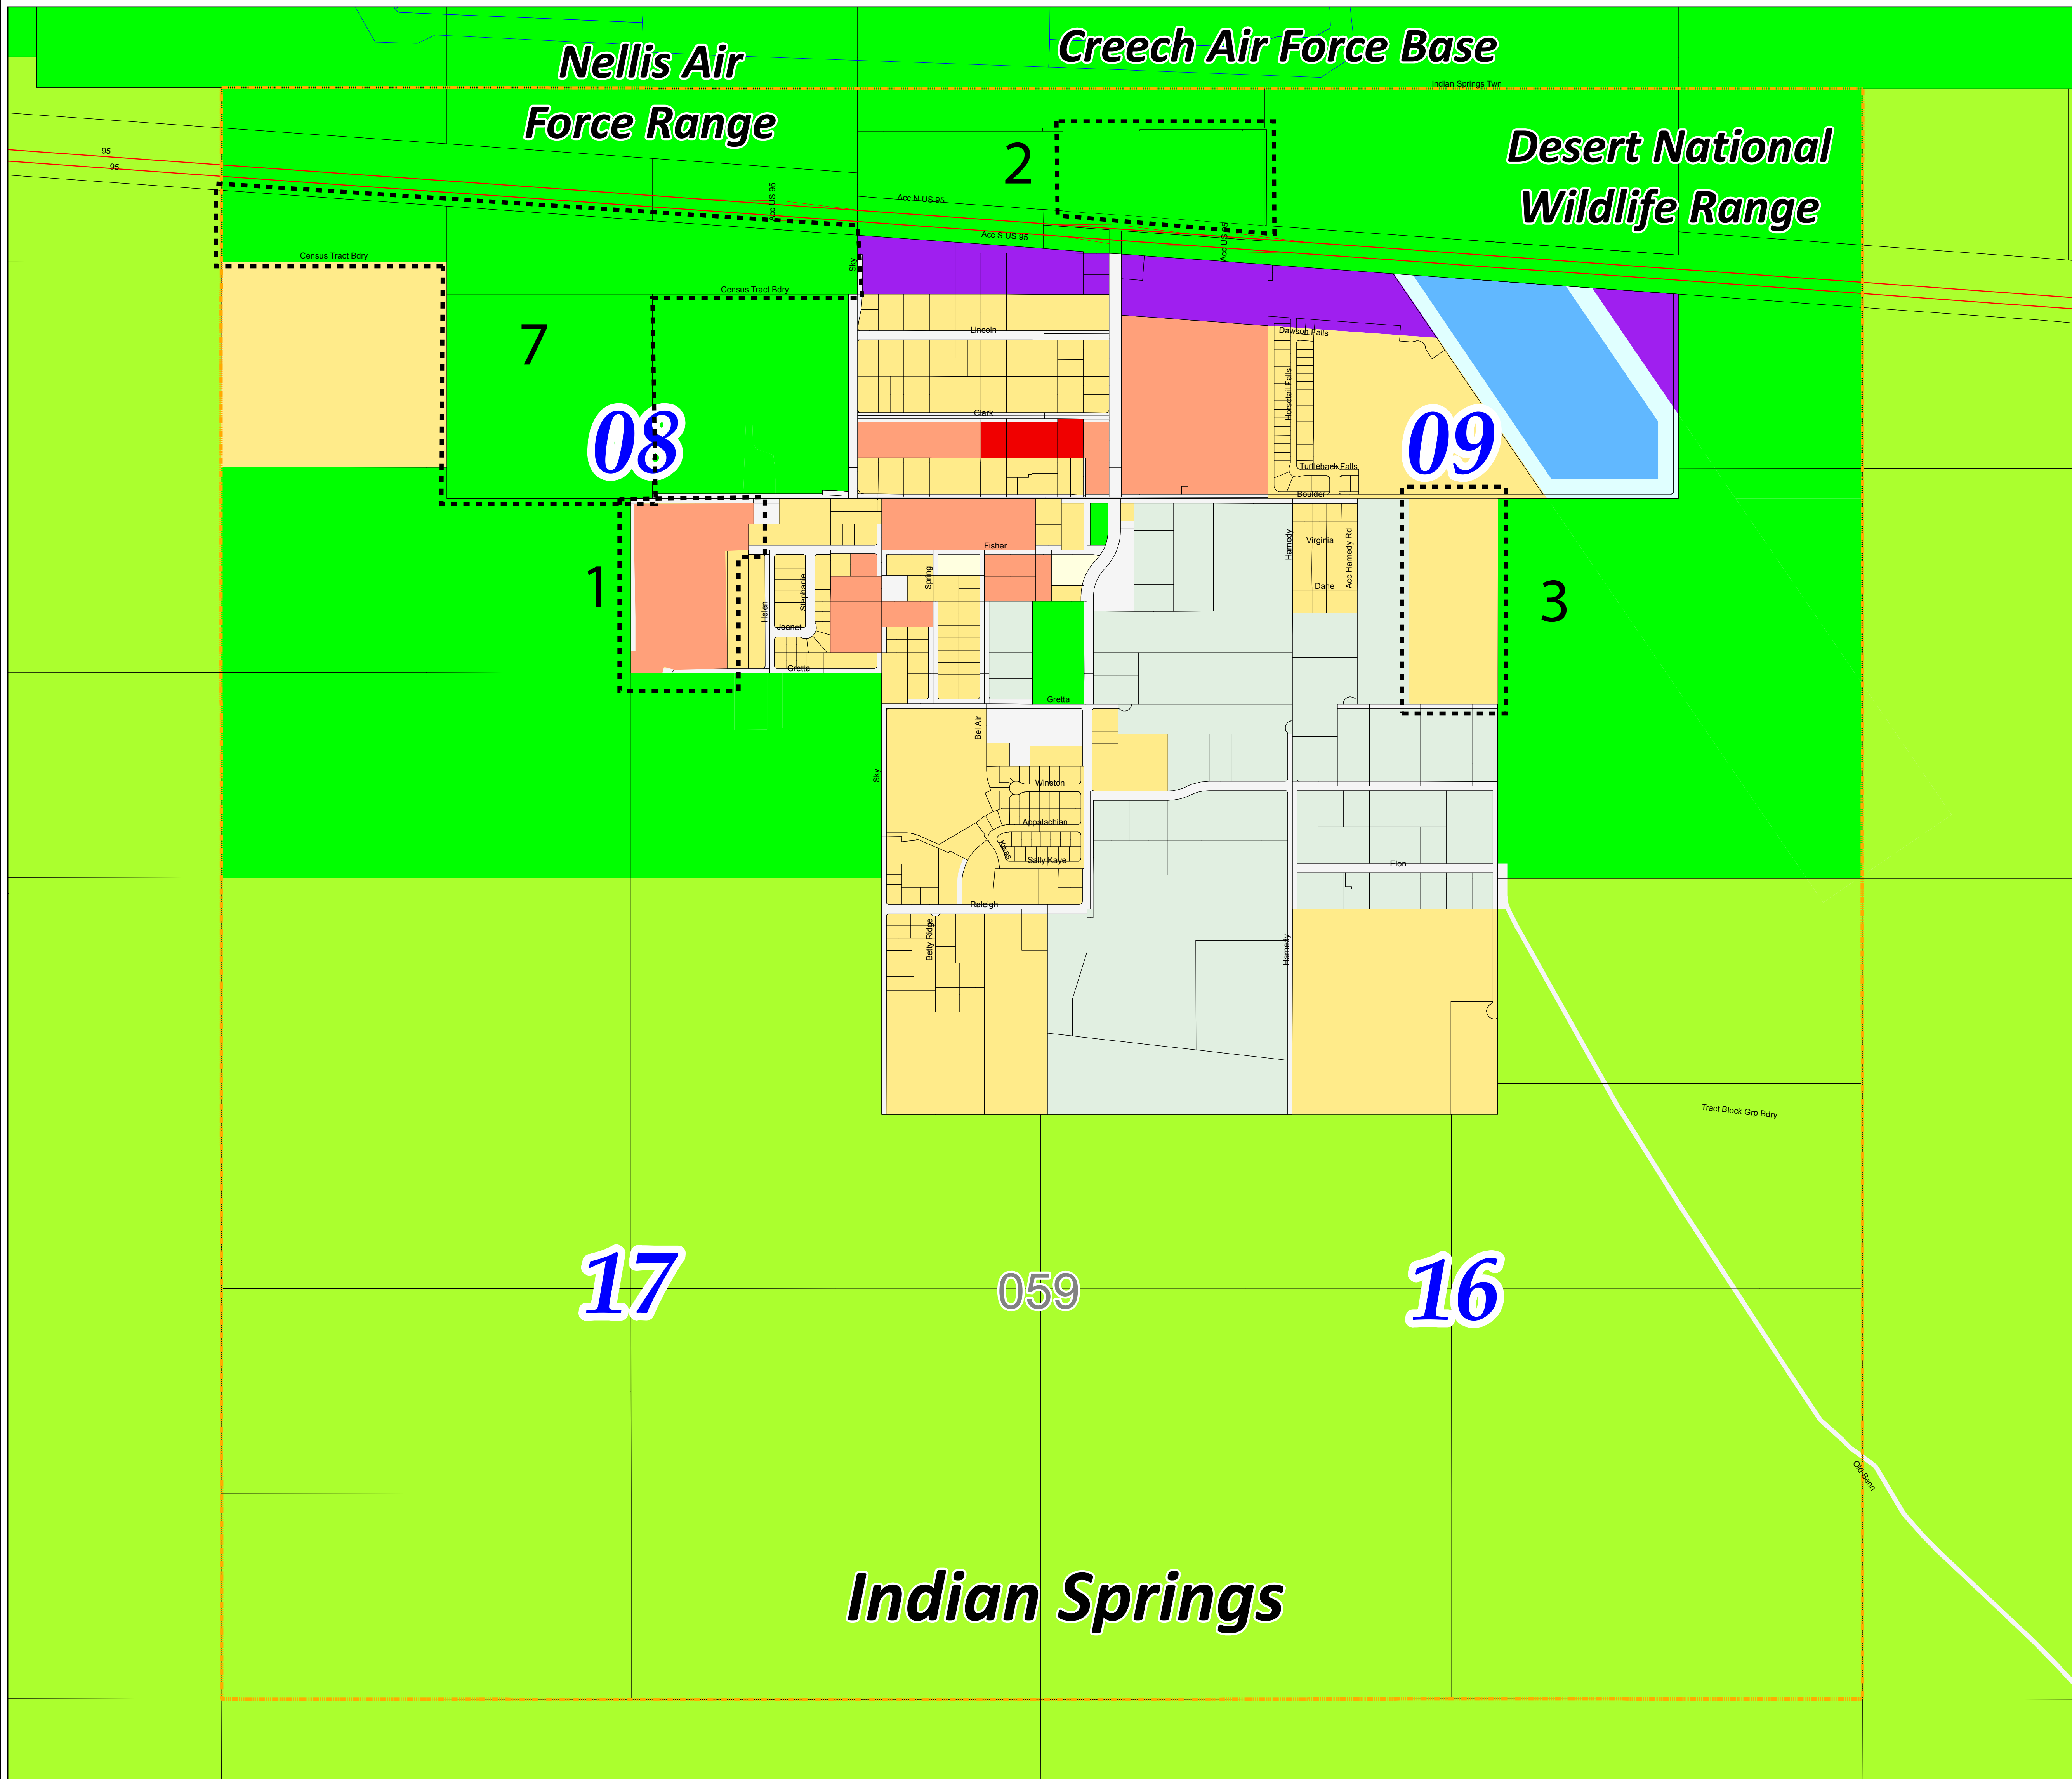 Nellis Air
Force Range
Creech Air Force Base
Indian Springs Twn
Desert National
Wildlife Range
95
95
2
Acc US 95
Acc N US 95
Acc S US 95
Acc US 95
Census Tract Bdry
Sky
Census Tract Bdry
7
Lincoln
Dawson Falls
Horsetail Falls
Clark
08
09
Turtleback Falls
Boulder
1
Fisher
Harnedy
Virginia
Acc Harnedy Rd
Dane
3
Helen
Stephanie
Spring
Jeanet
Gretta
Gretta
Bel Air
Sky
Winston
Appalachian
Kivas
Sally Kaye
Elon
Raleigh
Betty Ridge
Harnedy
Tract Block Grp Bdry
17
059
16
Old Benn
Indian Springs